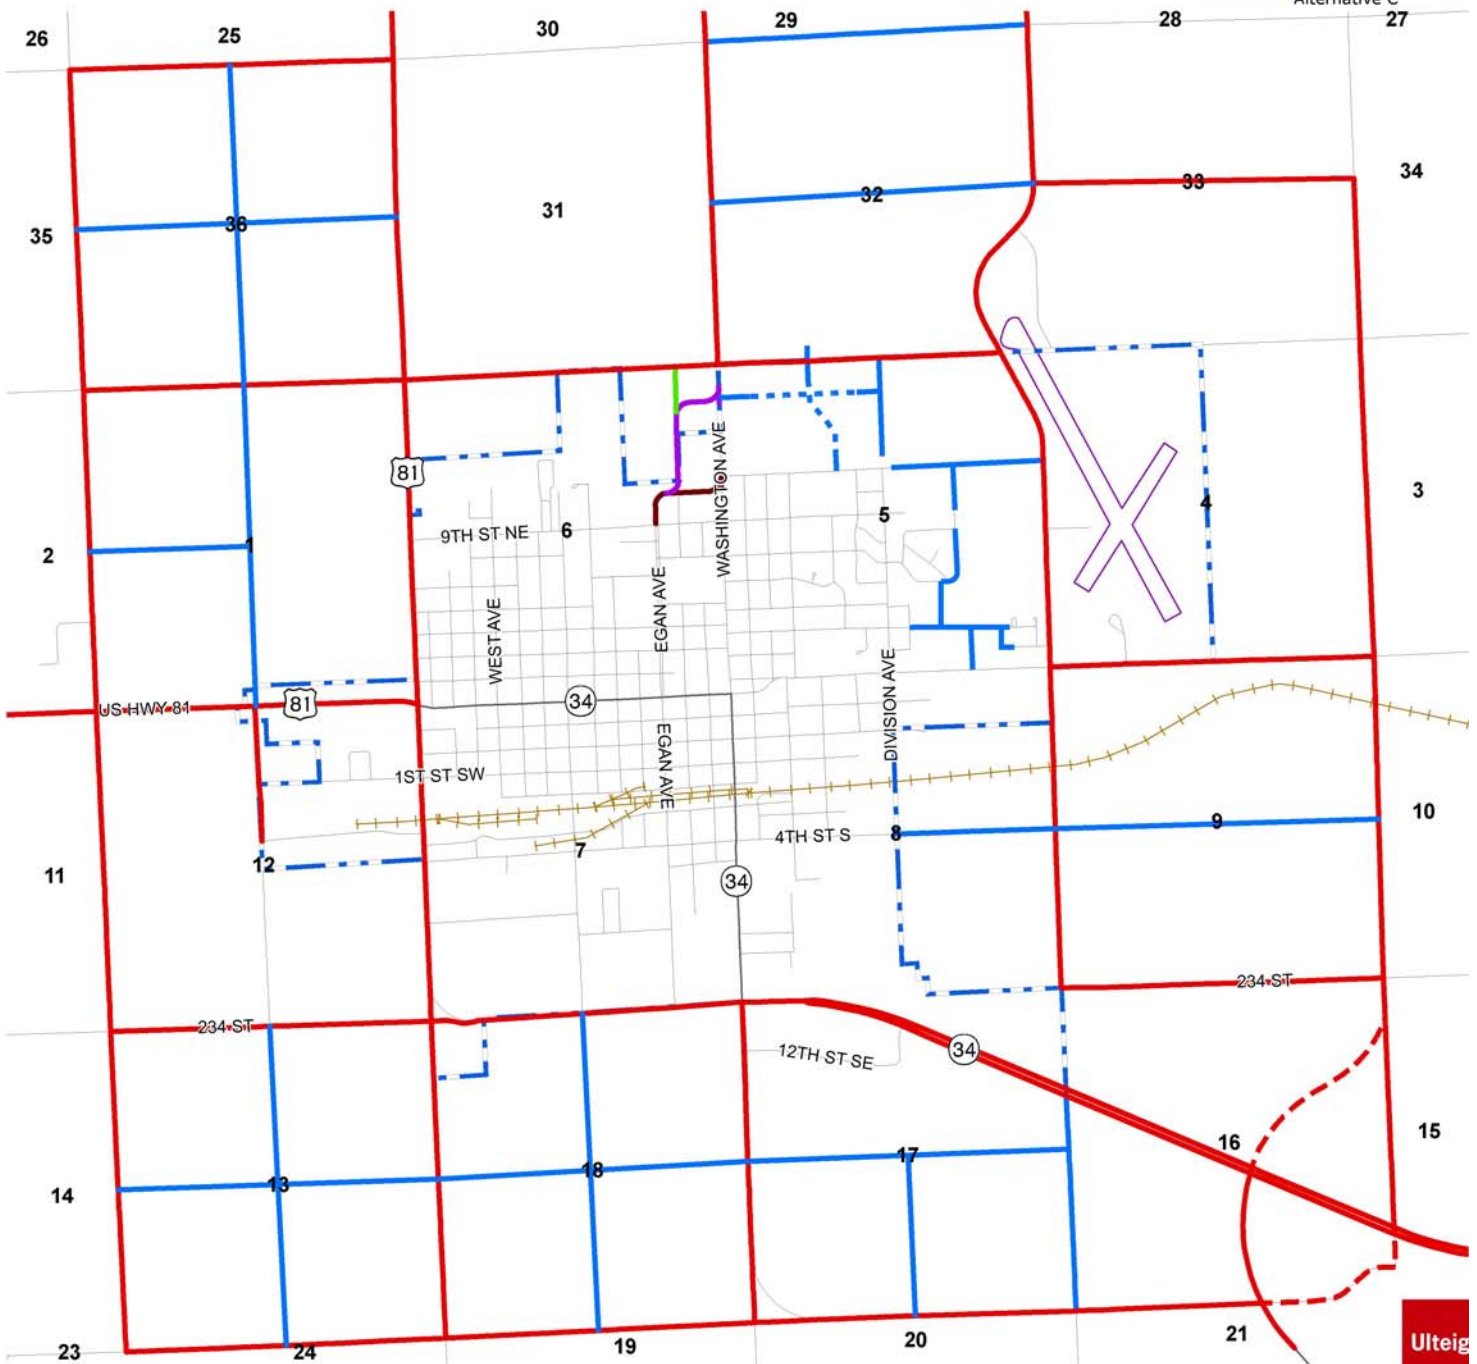 Alternative C
26
25
30
29
28
27
36
31
32
33
34
35
81
WASHINGTON AVE
9TH ST NE
6
5
4
3
2
1
WEST AVE
EGAN AVE
DIVISION AVE
US HWY 81
81
34
EGAN AVE
1ST ST SW
4TH ST S
8
9
10
7
11
12
34
234 ST
234 ST
12TH ST SE
34
16
15
17
18
13
14
23
24
19
20
21
Ulteig